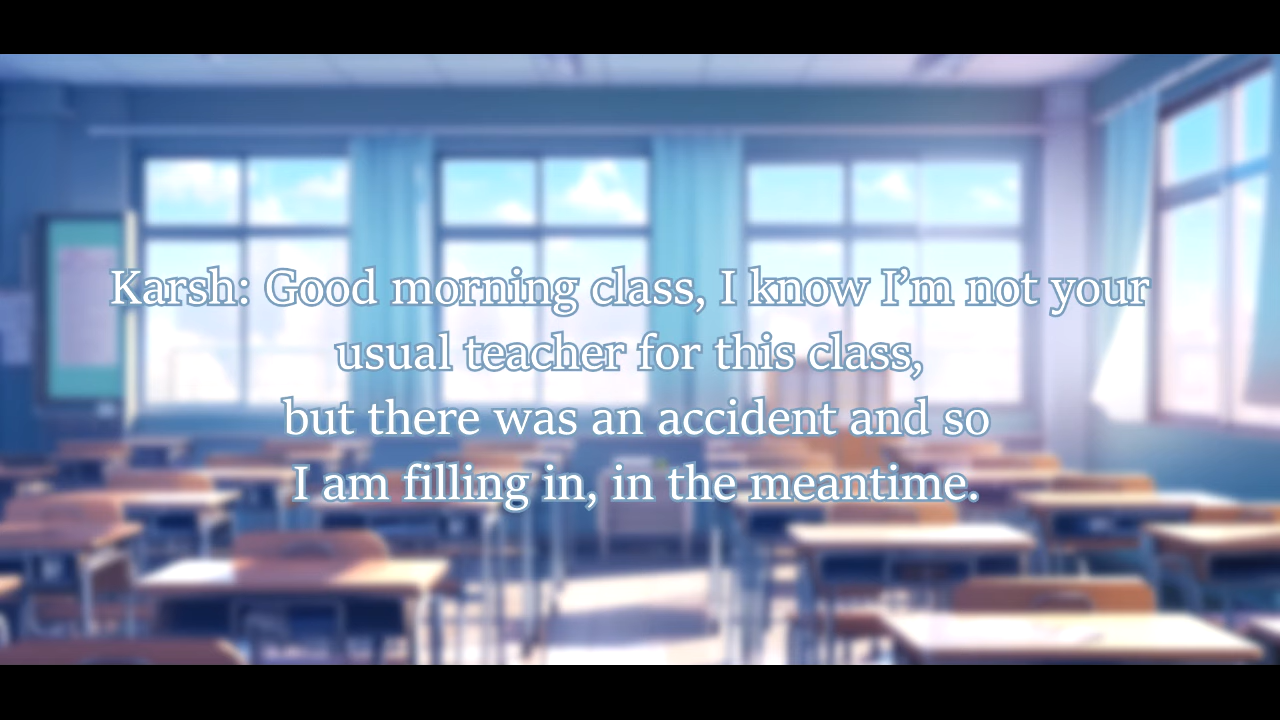 Karsh: Good morning class, I know I’m not your
usual teacher for this class,
but there was an accident and so
I am filling in, in the meantime.